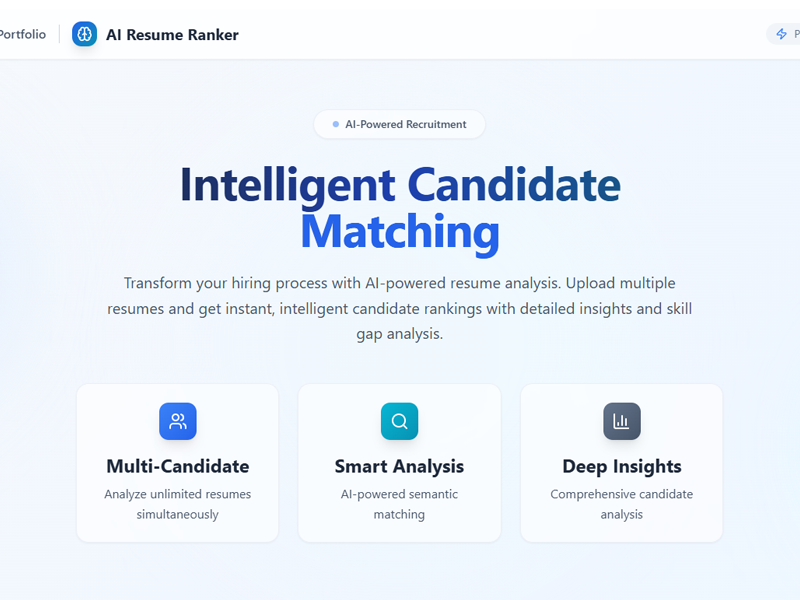 Portfolio
AI Resume Ranker
AI-Powered Recruitment
Intelligent Candidate
Matching
Transform your hiring process with AI-powered resume analysis. Upload multiple
resumes and get instant, intelligent candidate rankings with detailed insights and skill
gap analysis.
Multi-Candidate
Analyze unlimited resumes
simultaneously
Smart Analysis
AI-powered semantic
matching
Deep Insights
Comprehensive candidate
analysis